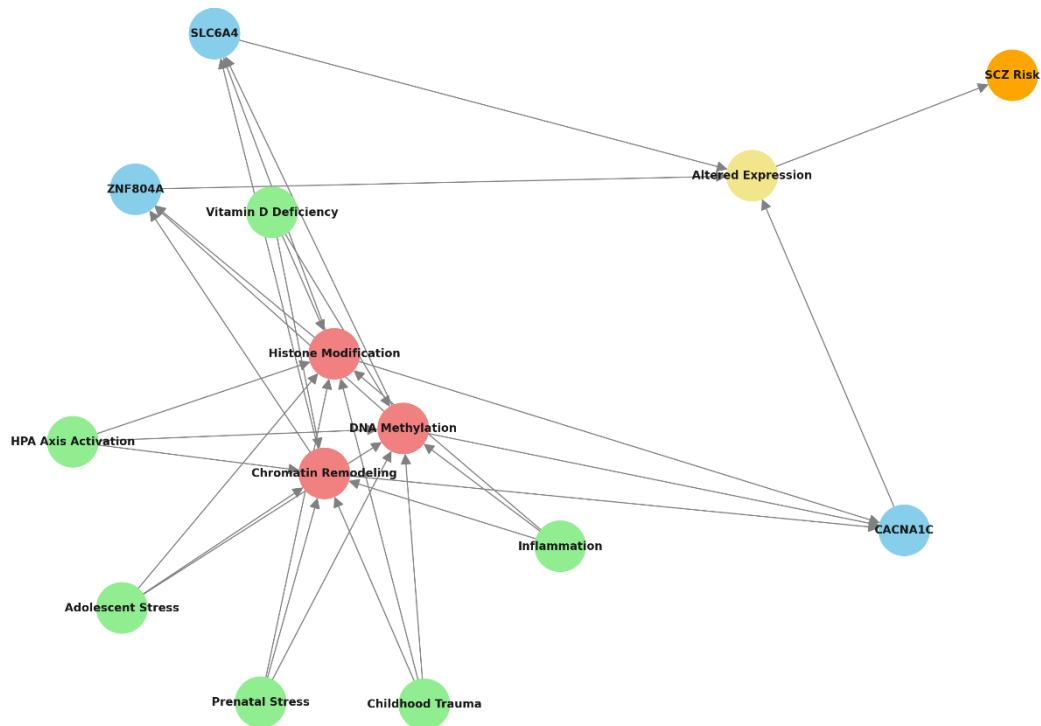 SLC6A4
SCZ Risk
Altered Expression
ZNF804A
Vitamin D Deficiency
Histone Modification
DNA Methylation
HPA Axis Activation
Chromatin Remodeling
CACNA1C
Inflammation
Adolescent Stress
Prenatal Stress
Childhood Trauma